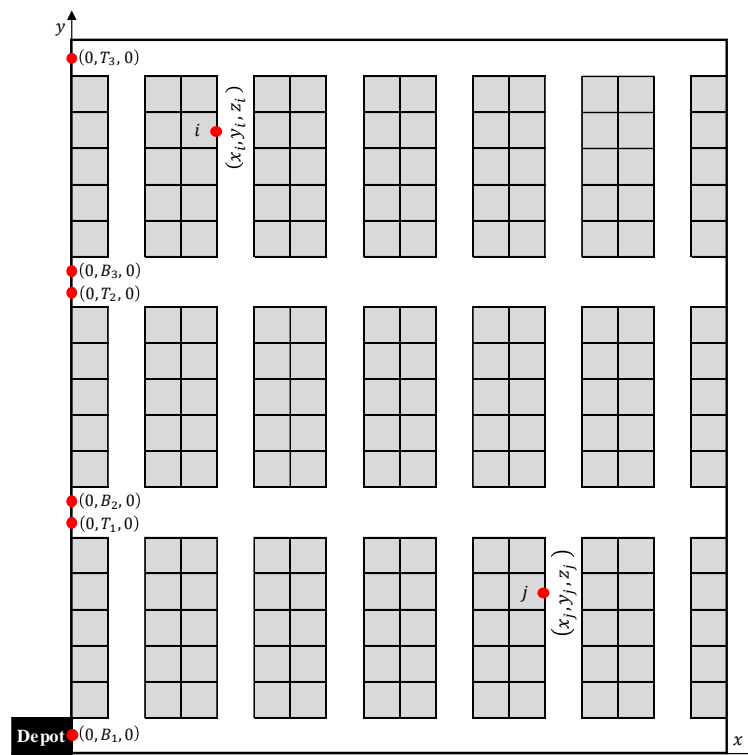 y
(0, T₃, 0)
i
(xᵢ, yᵢ, zᵢ)
(0, B₃, 0)
(0, T₂, 0)
(0, B₂, 0)
(0, T₁, 0)
j
(xⱼ, yⱼ, zⱼ)
Depot
(0, B₁, 0)
x